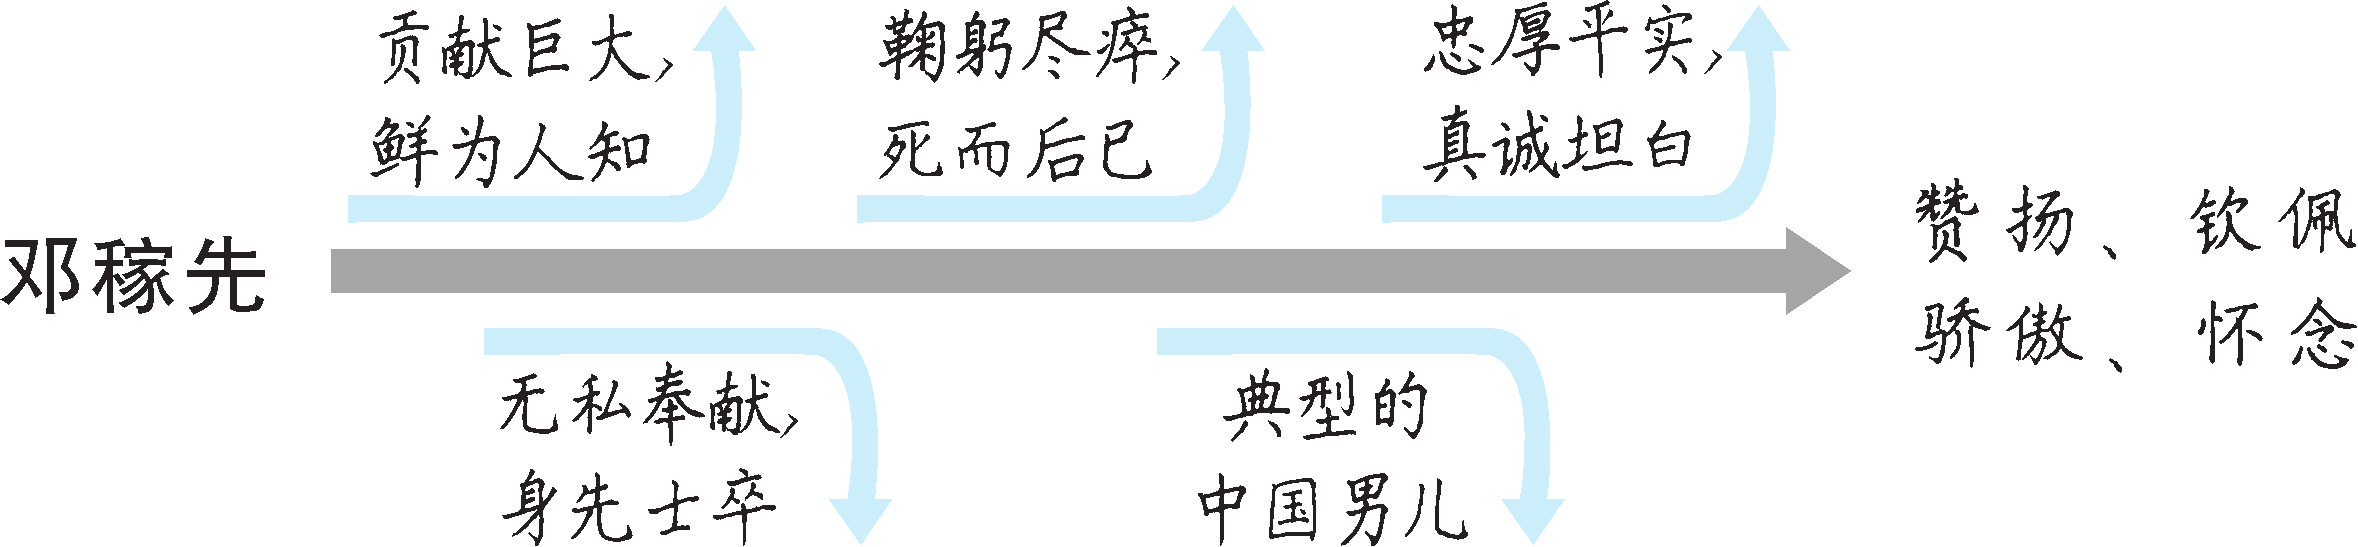 贡献巨大,
鲜为人知
鞠躬尽瘁,
死而后已
忠厚平实,
真诚坦白
邓稼先
赞扬、钦佩
骄傲、怀念
无私奉献,
身先士卒
典型的
中国男儿